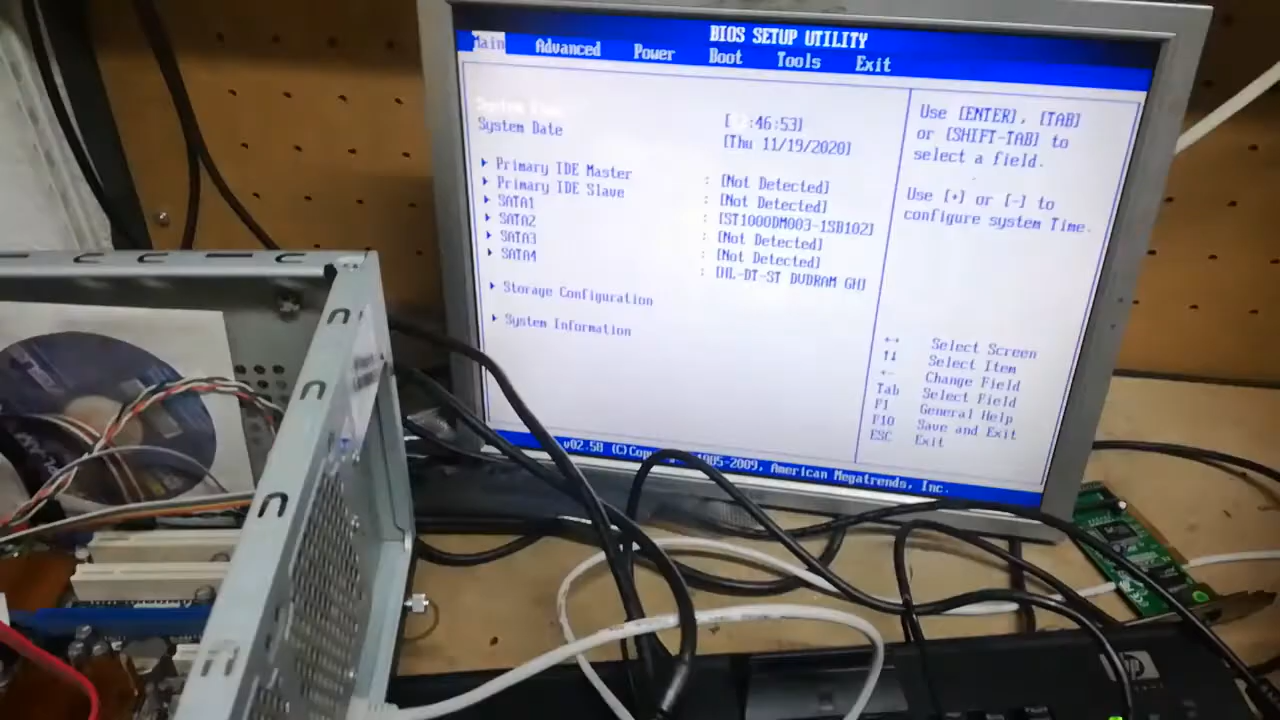 BIOS SETUP UTILITY
Main Advanced Power Boot Tools Exit
System Time [ :46:53]
System Date [Thu 11/19/2020]
Primary IDE Master : [Not Detected]
Primary IDE Slave : [Not Detected]
SATA1 : [ST1000DM003-1SB102]
SATA2 : [Not Detected]
SATA3 : [Not Detected]
SATA4 : [HL-DT-ST DVDRAM GH]
Storage Configuration
System Information
Use [ENTER], [TAB]
or [SHIFT-TAB] to
select a field.
Use [+] or [-] to
configure system Time.
←→ Select Screen
↑↓ Select Item
+- Change Field
Tab Select Field
F1 General Help
F10 Save and Exit
ESC Exit
v02.58 (C)Copyright 1985-2009, American Megatrends, Inc.
hp